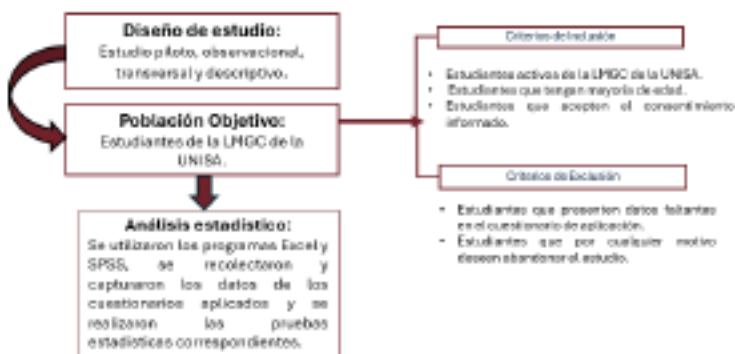 Diseño de estudio:
Estudio piloto, observacional,
transversal y descriptivo.
Población Objetivo:
Estudiantes de la LMGC de la
UNISA.
Análisis estadístico:
Se utilizaron los programas Excel y
SPSS, se recolectaron y
capturaron los datos de los
cuestionarios aplicados y se
realizaron las pruebas
estadísticas correspondientes.
Criterios de Inclusión
• Estudiantes activos de la LMGC de la UNISA.
• Estudiantes que tengan mayoría de edad.
• Estudiantes que acepten el consentimiento
informado.
Criterios de Exclusión
• Estudiantes que presenten datos faltantes
en el cuestionario de aplicación.
• Estudiantes que por cualquier motivo
deseen abandonar el estudio.